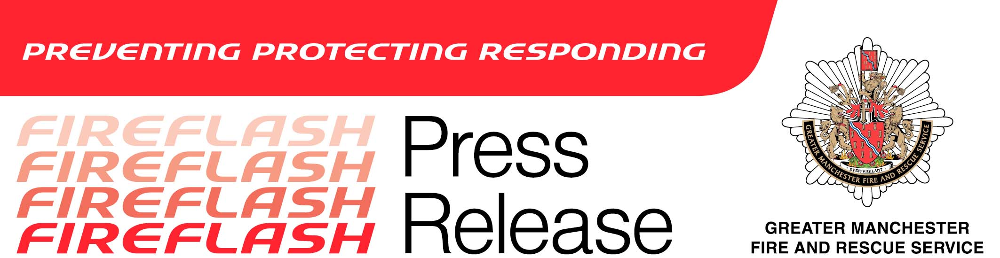 PREVENTING PROTECTING RESPONDING
FIREFLASH
FIREFLASH
FIREFLASH
FIREFLASH
Press
Release
GREATER MANCHESTER FIRE AND RESCUE SERVICE
EVER-VIGILANT
GREATER MANCHESTER
FIRE AND RESCUE SERVICE